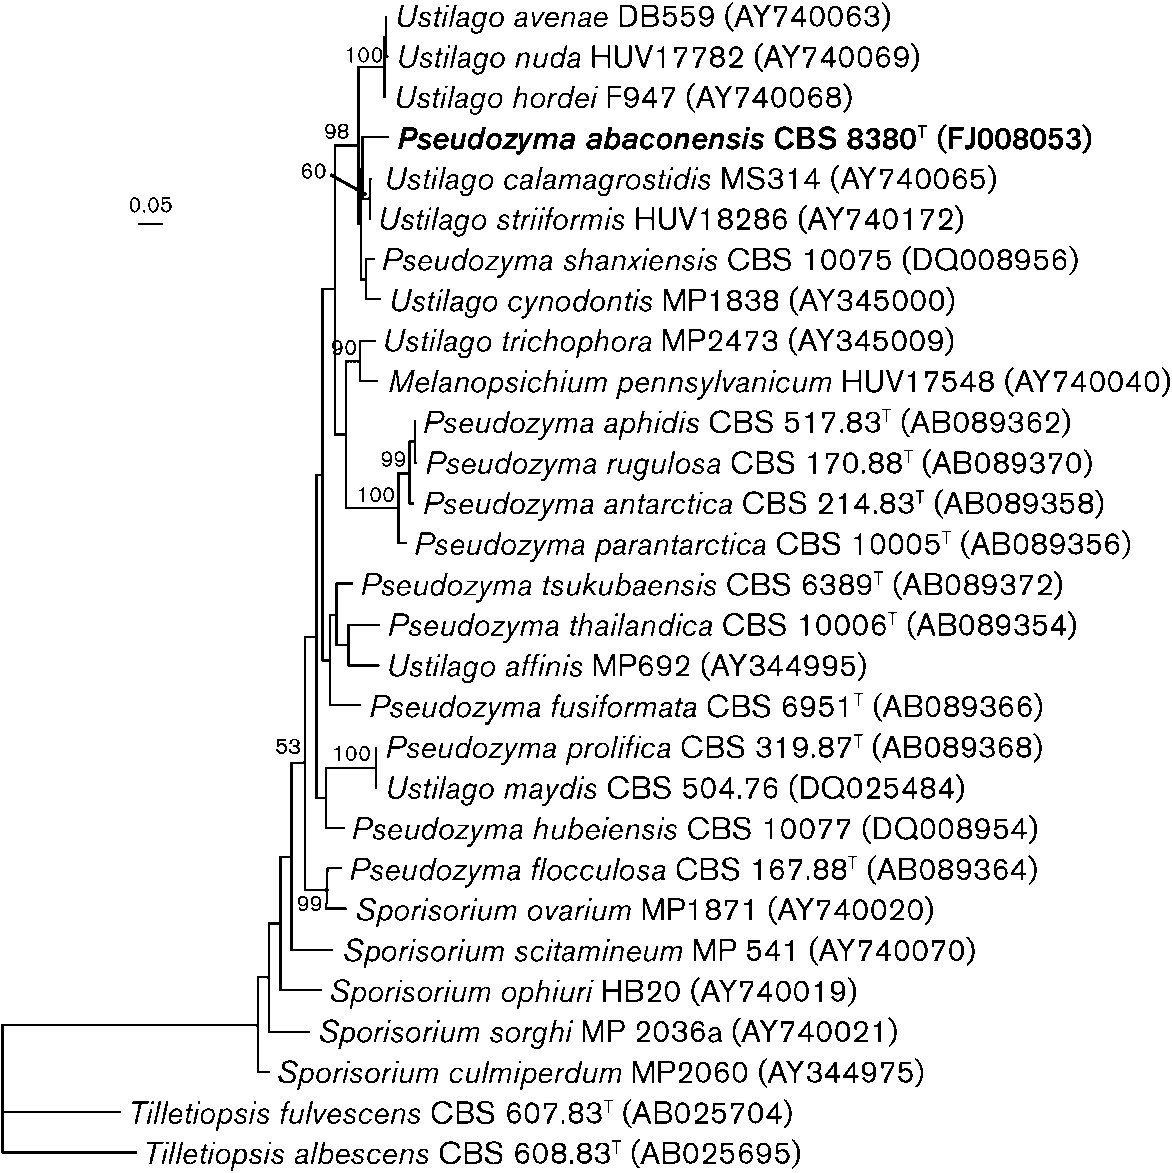 Ustilago avenae DB559 (AY740063)
100
Ustilago nuda HUV17782 (AY740069)
Ustilago hordei F947 (AY740068)
98
Pseudozyma abaconensis CBS 8380ᵀ (FJ008053)
60
Ustilago calamagrostidis MS314 (AY740065)
0.05
Ustilago striiformis HUV18286 (AY740172)
Pseudozyma shanxiensis CBS 10075 (DQ008956)
Ustilago cynodontis MP1838 (AY345000)
90
Ustilago trichophora MP2473 (AY345009)
Melanopsichium pennsylvanicum HUV17548 (AY740040)
Pseudozyma aphidis CBS 517.83ᵀ (AB089362)
99
Pseudozyma rugulosa CBS 170.88ᵀ (AB089370)
100
Pseudozyma antarctica CBS 214.83ᵀ (AB089358)
Pseudozyma parantarctica CBS 10005ᵀ (AB089356)
Pseudozyma tsukubaensis CBS 6389ᵀ (AB089372)
Pseudozyma thailandica CBS 10006ᵀ (AB089354)
Ustilago affinis MP692 (AY344995)
Pseudozyma fusiformata CBS 6951ᵀ (AB089366)
53
100
Pseudozyma prolifica CBS 319.87ᵀ (AB089368)
Ustilago maydis CBS 504.76 (DQ025484)
Pseudozyma hubeiensis CBS 10077 (DQ008954)
Pseudozyma flocculosa CBS 167.88ᵀ (AB089364)
99
Sporisorium ovarium MP1871 (AY740020)
Sporisorium scitamineum MP 541 (AY740070)
Sporisorium ophiuri HB20 (AY740019)
Sporisorium sorghi MP 2036a (AY740021)
Sporisorium culmiperdum MP2060 (AY344975)
Tilletiopsis fulvescens CBS 607.83ᵀ (AB025704)
Tilletiopsis albescens CBS 608.83ᵀ (AB025695)